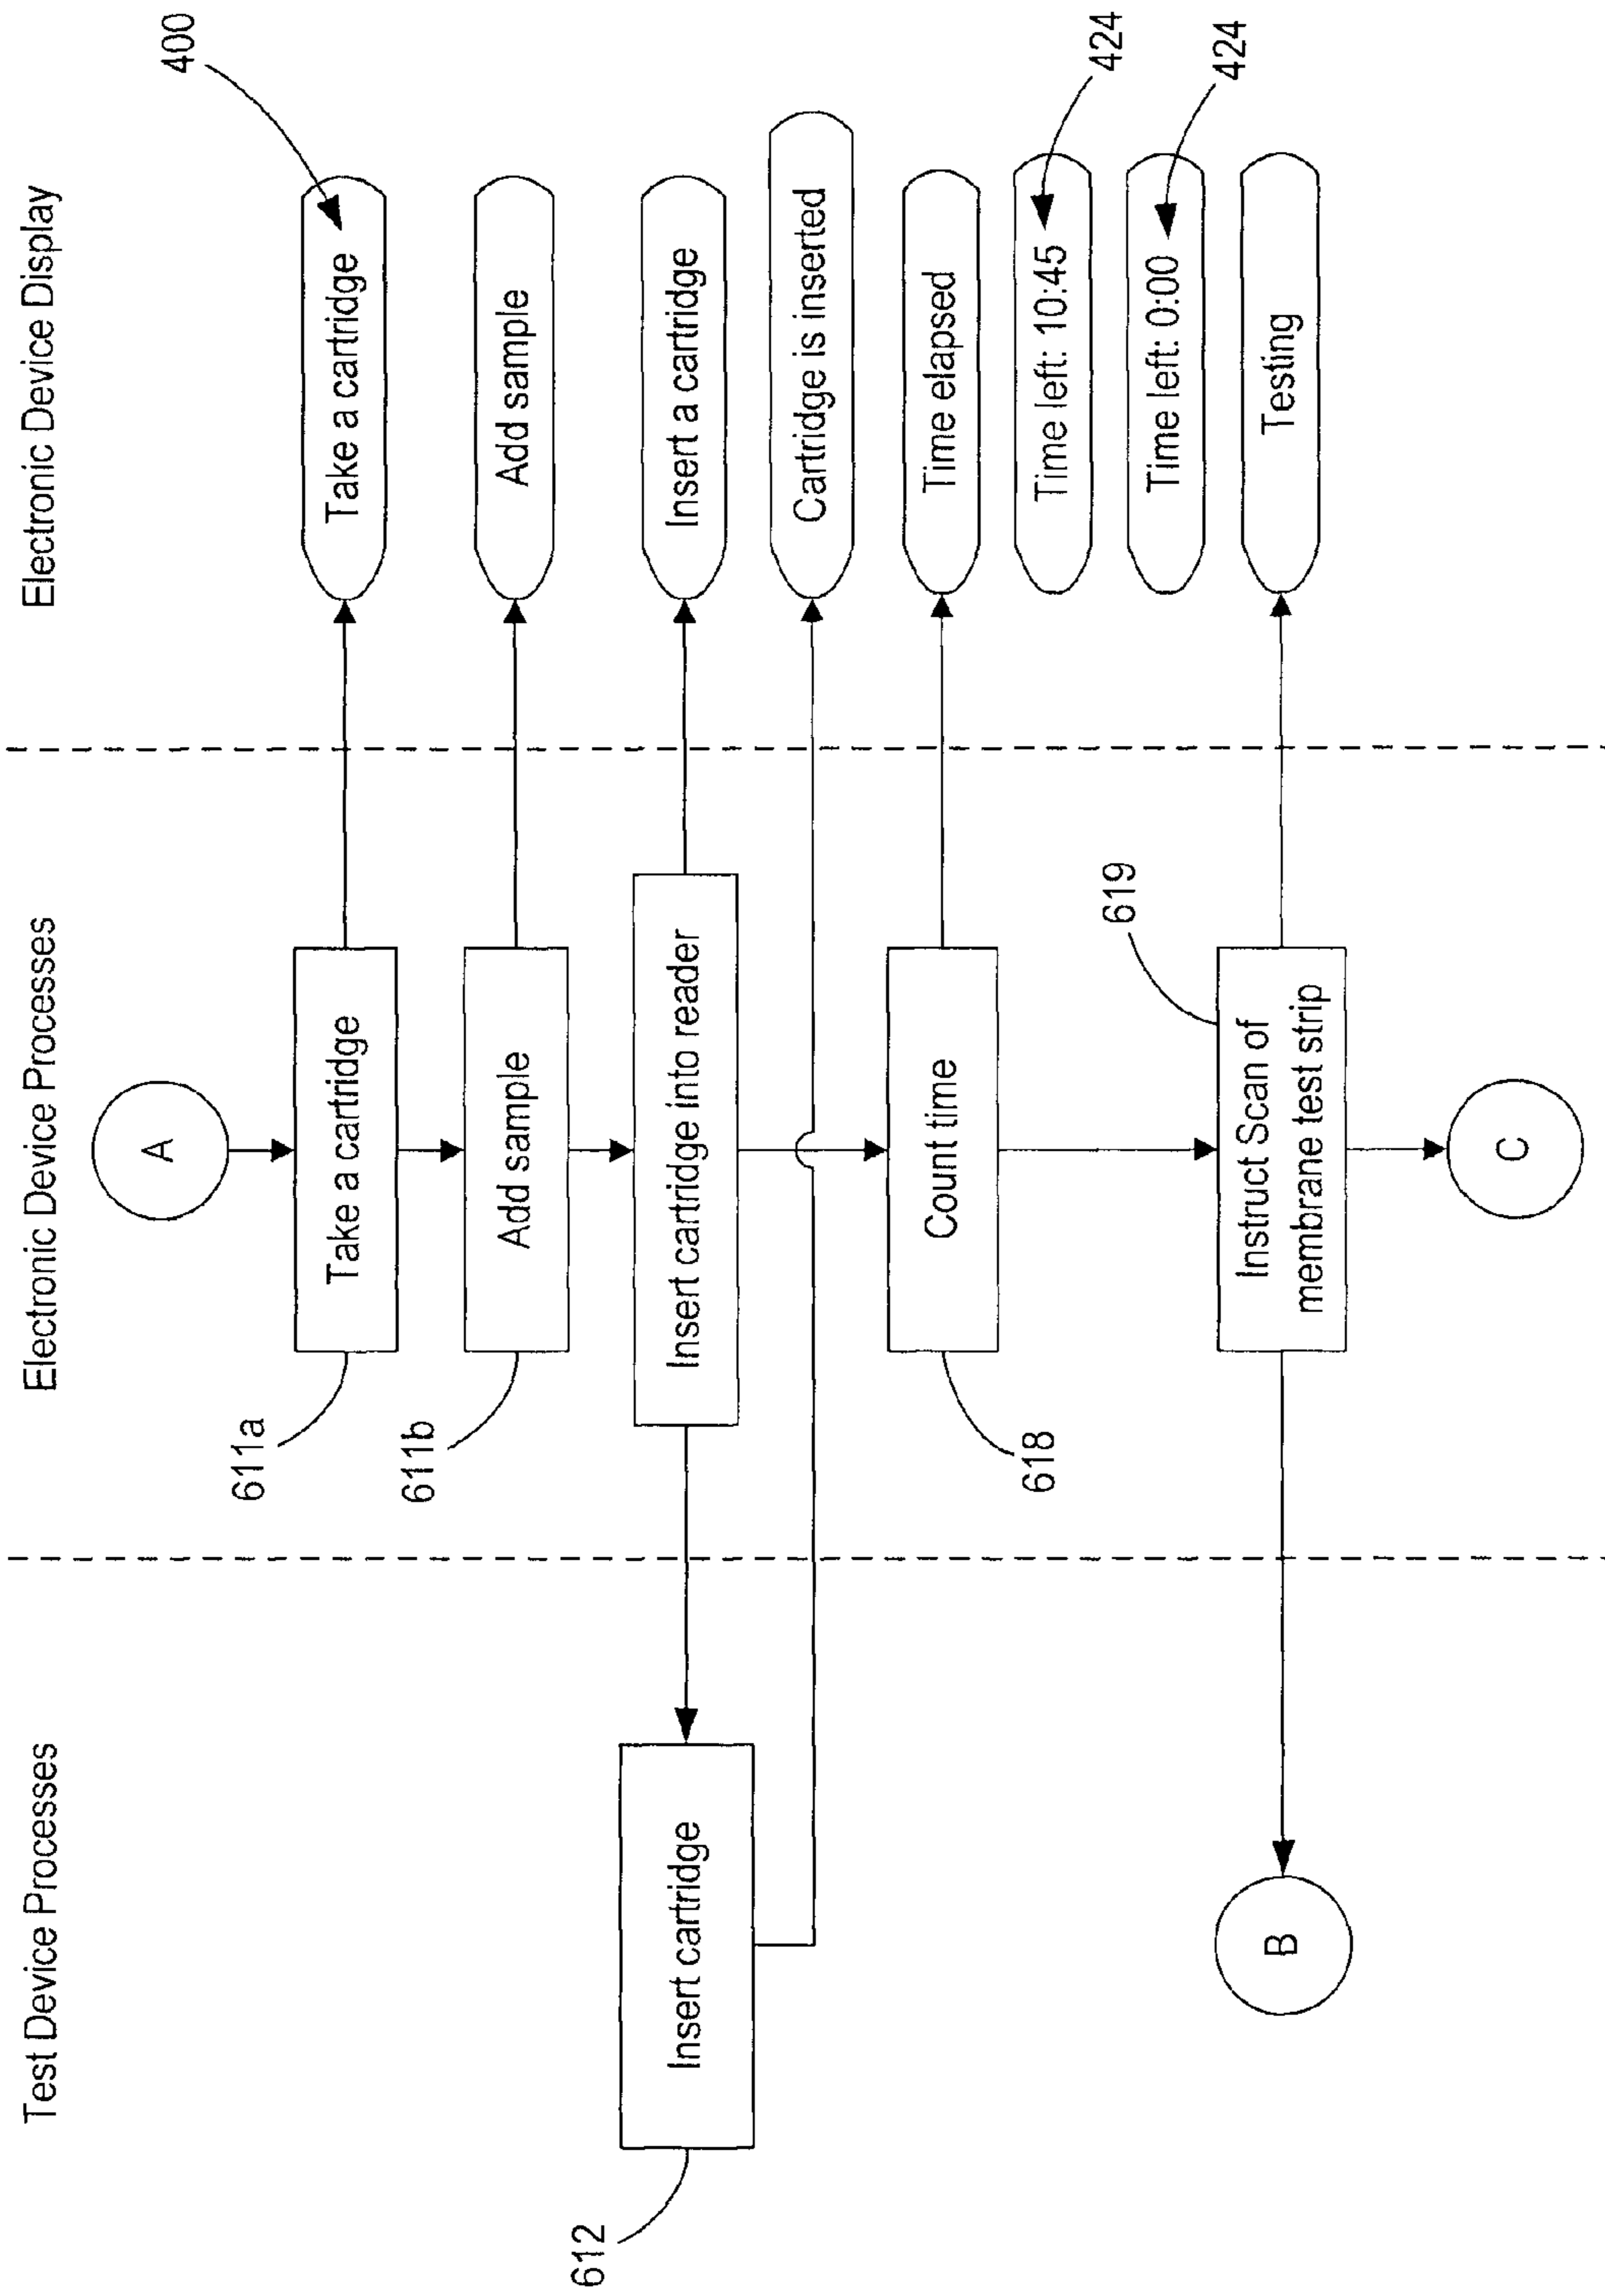 Test Device Processes
Electronic Device Processes
Electronic Device Display
A
400
611a
Take a cartridge
Take a cartridge
611b
Add sample
Add sample
612
Insert cartridge
Insert cartridge into reader
Insert a cartridge
Cartridge is inserted
618
Count time
Time elapsed
Time left: 10:45
424
Time left: 0:00
424
619
B
Instruct Scan of
membrane test strip
Testing
C